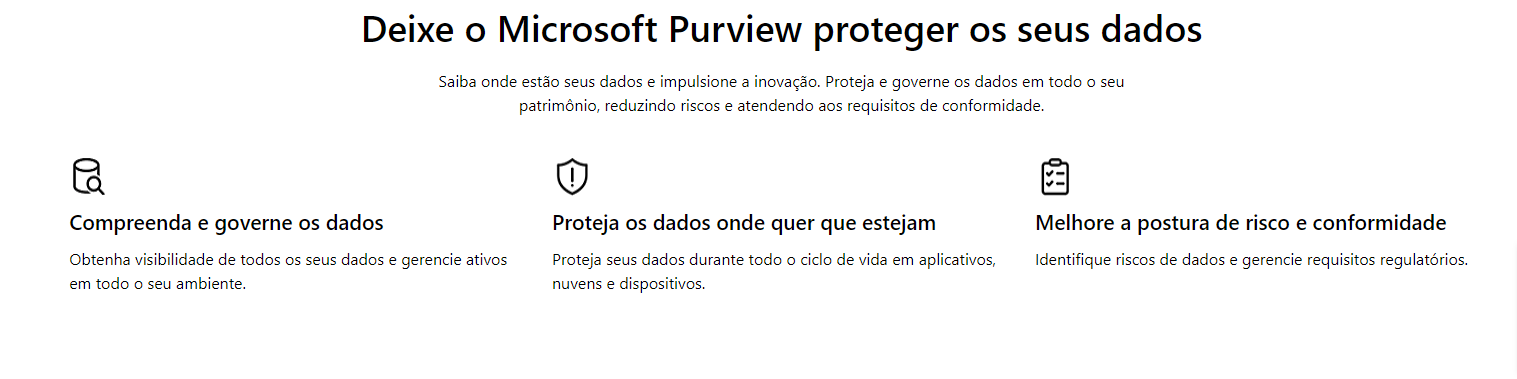 Deixe o Microsoft Purview proteger os seus dados
Saiba onde estão seus dados e impulsione a inovação. Proteja e governe os dados em todo o seu
patrimônio, reduzindo riscos e atendendo aos requisitos de conformidade.
Compreenda e governe os dados
Obtenha visibilidade de todos os seus dados e gerencie ativos
em todo o seu ambiente.
Proteja os dados onde quer que estejam
Proteja seus dados durante todo o ciclo de vida em aplicativos,
nuvens e dispositivos.
Melhore a postura de risco e conformidade
Identifique riscos de dados e gerencie requisitos regulatórios.